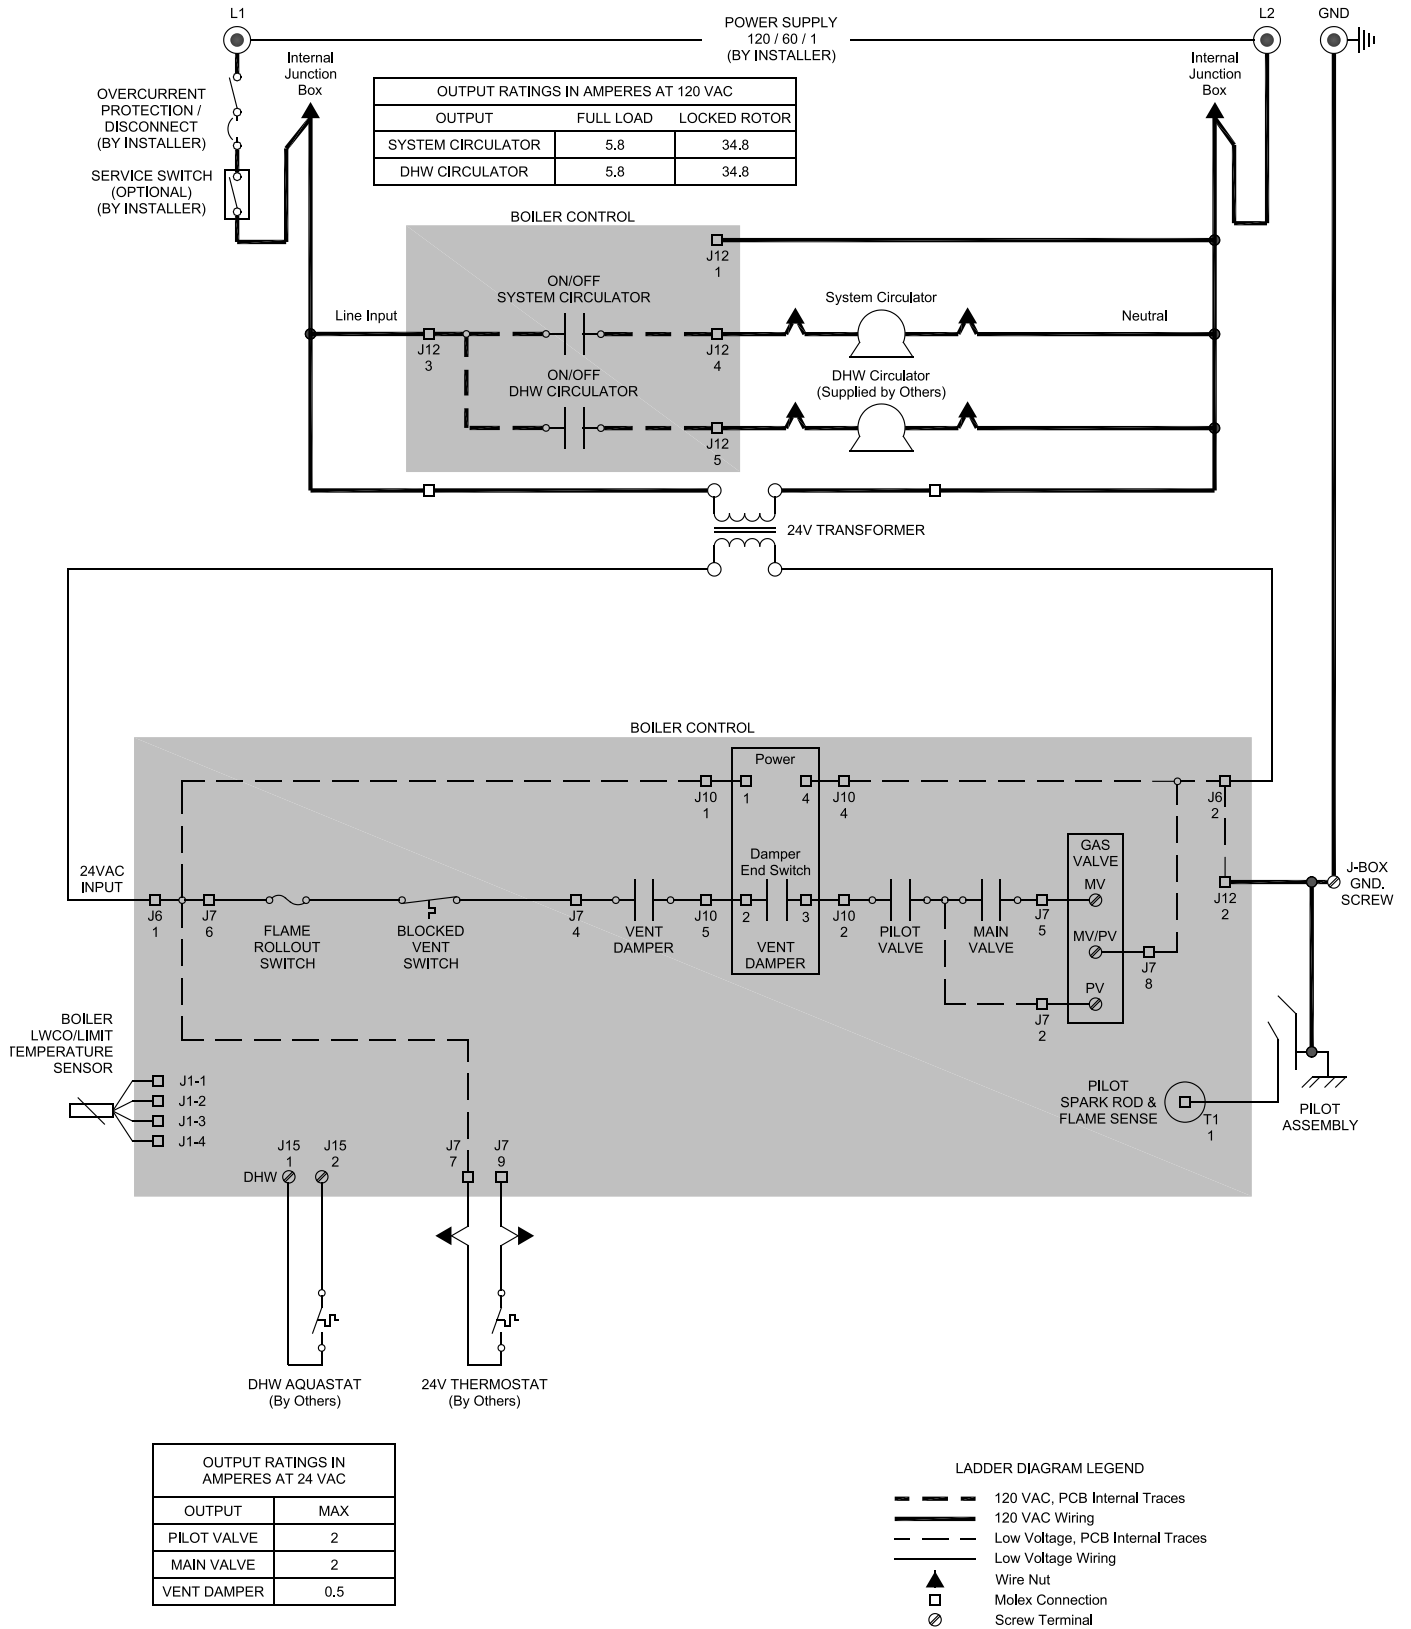 L1
POWER SUPPLY
120 / 60 / 1
(BY INSTALLER)
L2
GND
Internal
Junction
Box
Internal
Junction
Box
OVERCURRENT
PROTECTION /
DISCONNECT
(BY INSTALLER)
SERVICE SWITCH
(OPTIONAL)
(BY INSTALLER)
OUTPUT RATINGS IN AMPERES AT 120 VAC
OUTPUT FULL LOAD LOCKED ROTOR
SYSTEM CIRCULATOR 5.8 34.8
DHW CIRCULATOR 5.8 34.8
BOILER CONTROL
J12
1
ON/OFF
SYSTEM CIRCULATOR
Line Input
J12
3
J12
4
System Circulator
Neutral
ON/OFF
DHW CIRCULATOR
J12
5
DHW Circulator
(Supplied by Others)
24V TRANSFORMER
BOILER CONTROL
Power
J10
1
1
4
J10
4
J6
2
24VAC
INPUT
J6
1
J7
6
FLAME
ROLLOUT
SWITCH
BLOCKED
VENT
SWITCH
J7
4
VENT
DAMPER
J10
5
Damper
End Switch
2
3
VENT
DAMPER
J10
2
PILOT
VALVE
MAIN
VALVE
J7
5
GAS
VALVE
MV
MV/PV
PV
J7
8
J7
2
J12
2
J-BOX
GND.
SCREW
BOILER
LWCO/LIMIT
TEMPERATURE
SENSOR
J1-1
J1-2
J1-3
J1-4
PILOT
SPARK ROD &
FLAME SENSE
T1
1
PILOT
ASSEMBLY
J15
1
J15
2
DHW
J7
7
J7
9
DHW AQUASTAT
(By Others)
24V THERMOSTAT
(By Others)
OUTPUT RATINGS IN
AMPERES AT 24 VAC
OUTPUT MAX
PILOT VALVE 2
MAIN VALVE 2
VENT DAMPER 0.5
LADDER DIAGRAM LEGEND
120 VAC, PCB Internal Traces
120 VAC Wiring
Low Voltage, PCB Internal Traces
Low Voltage Wiring
Wire Nut
Molex Connection
Screw Terminal